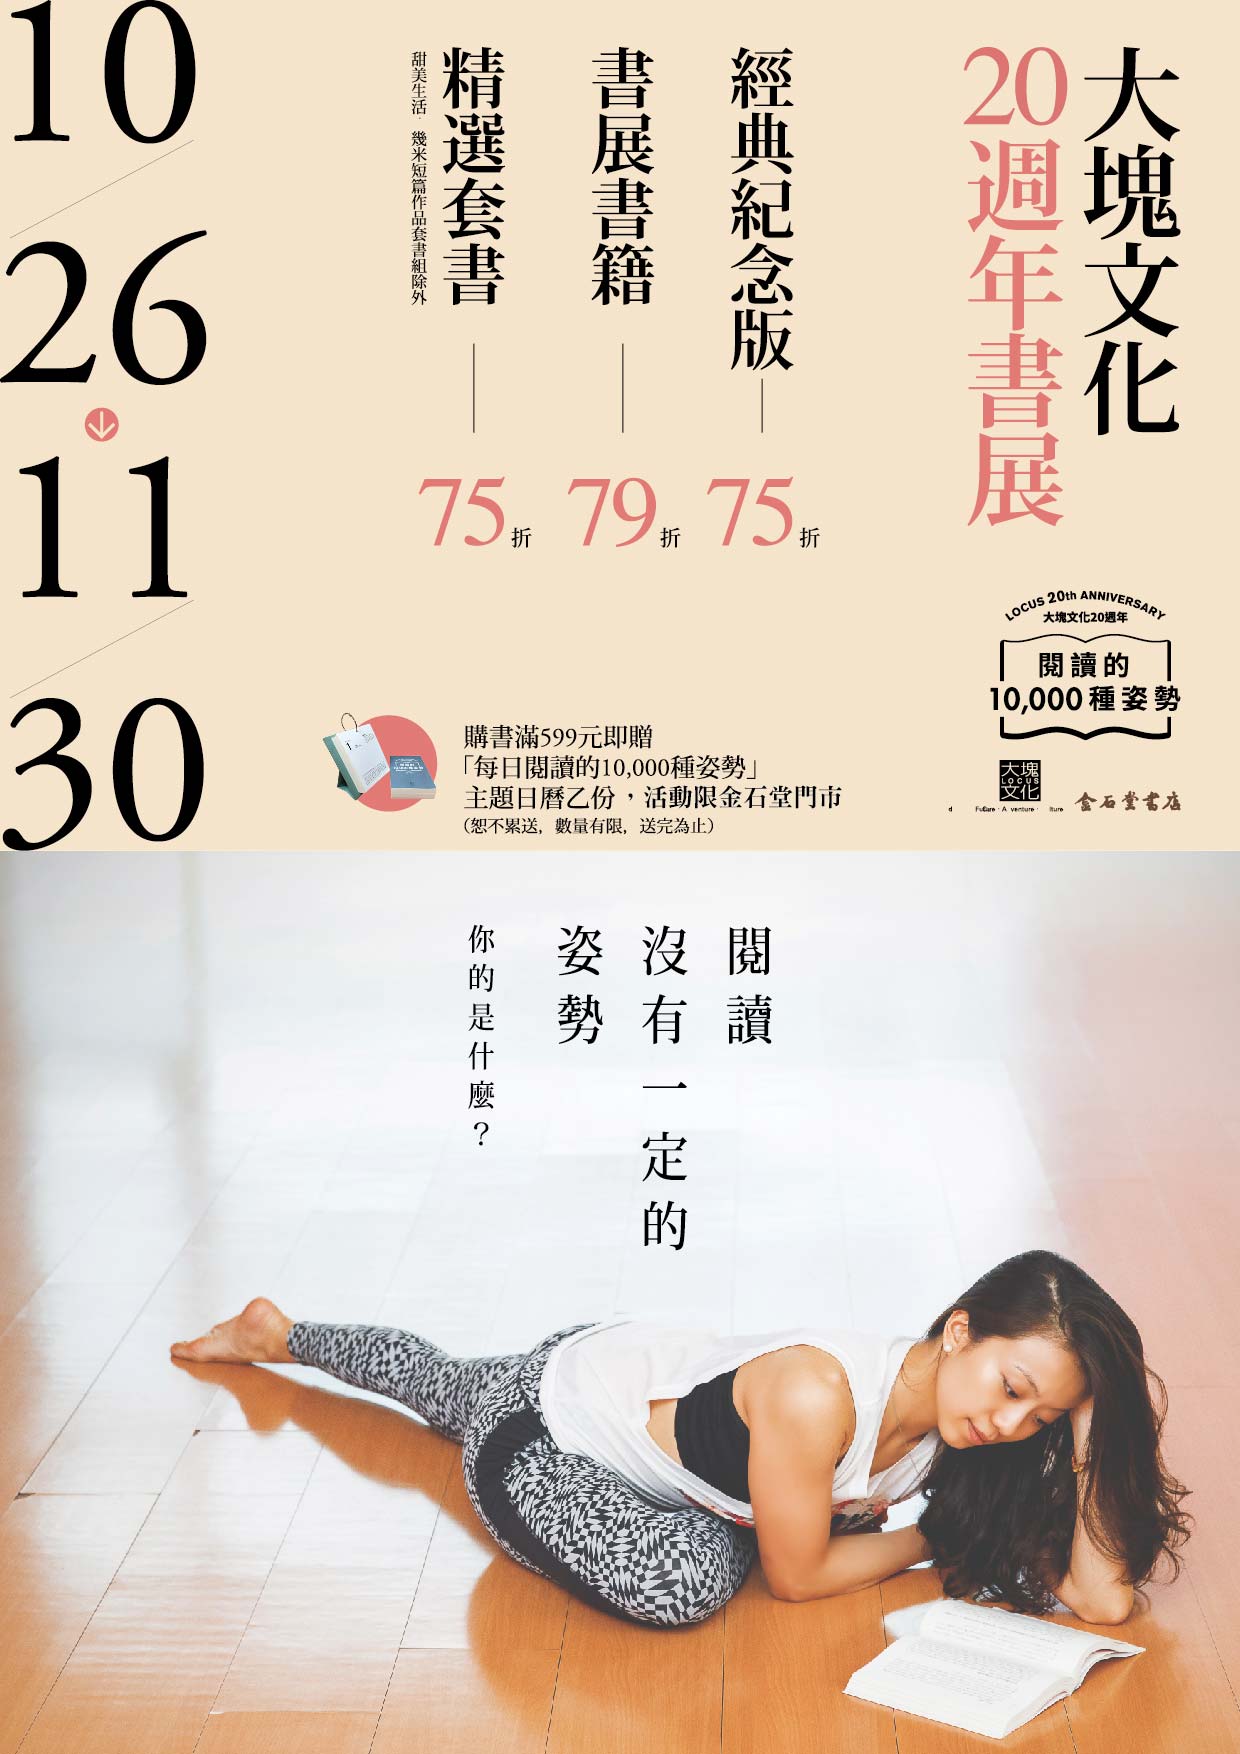 大塊文化
20週年書展
經典紀念版
75折
書展書籍
79折
精選套書
甜美生活．幾米短篇作品套書組除外
75折
10
26
11
30
LOCUS 20th ANNIVERSARY
大塊文化20週年
閱讀的
10,000種姿勢
大塊
LOCUS
文化
金石堂書店
購書滿599元即贈
「每日閱讀的10,000種姿勢」
主題日曆乙份，活動限金石堂門市
（恕不累送，數量有限，送完為止）
閱讀
沒有一定的
姿勢
你的是什麼？